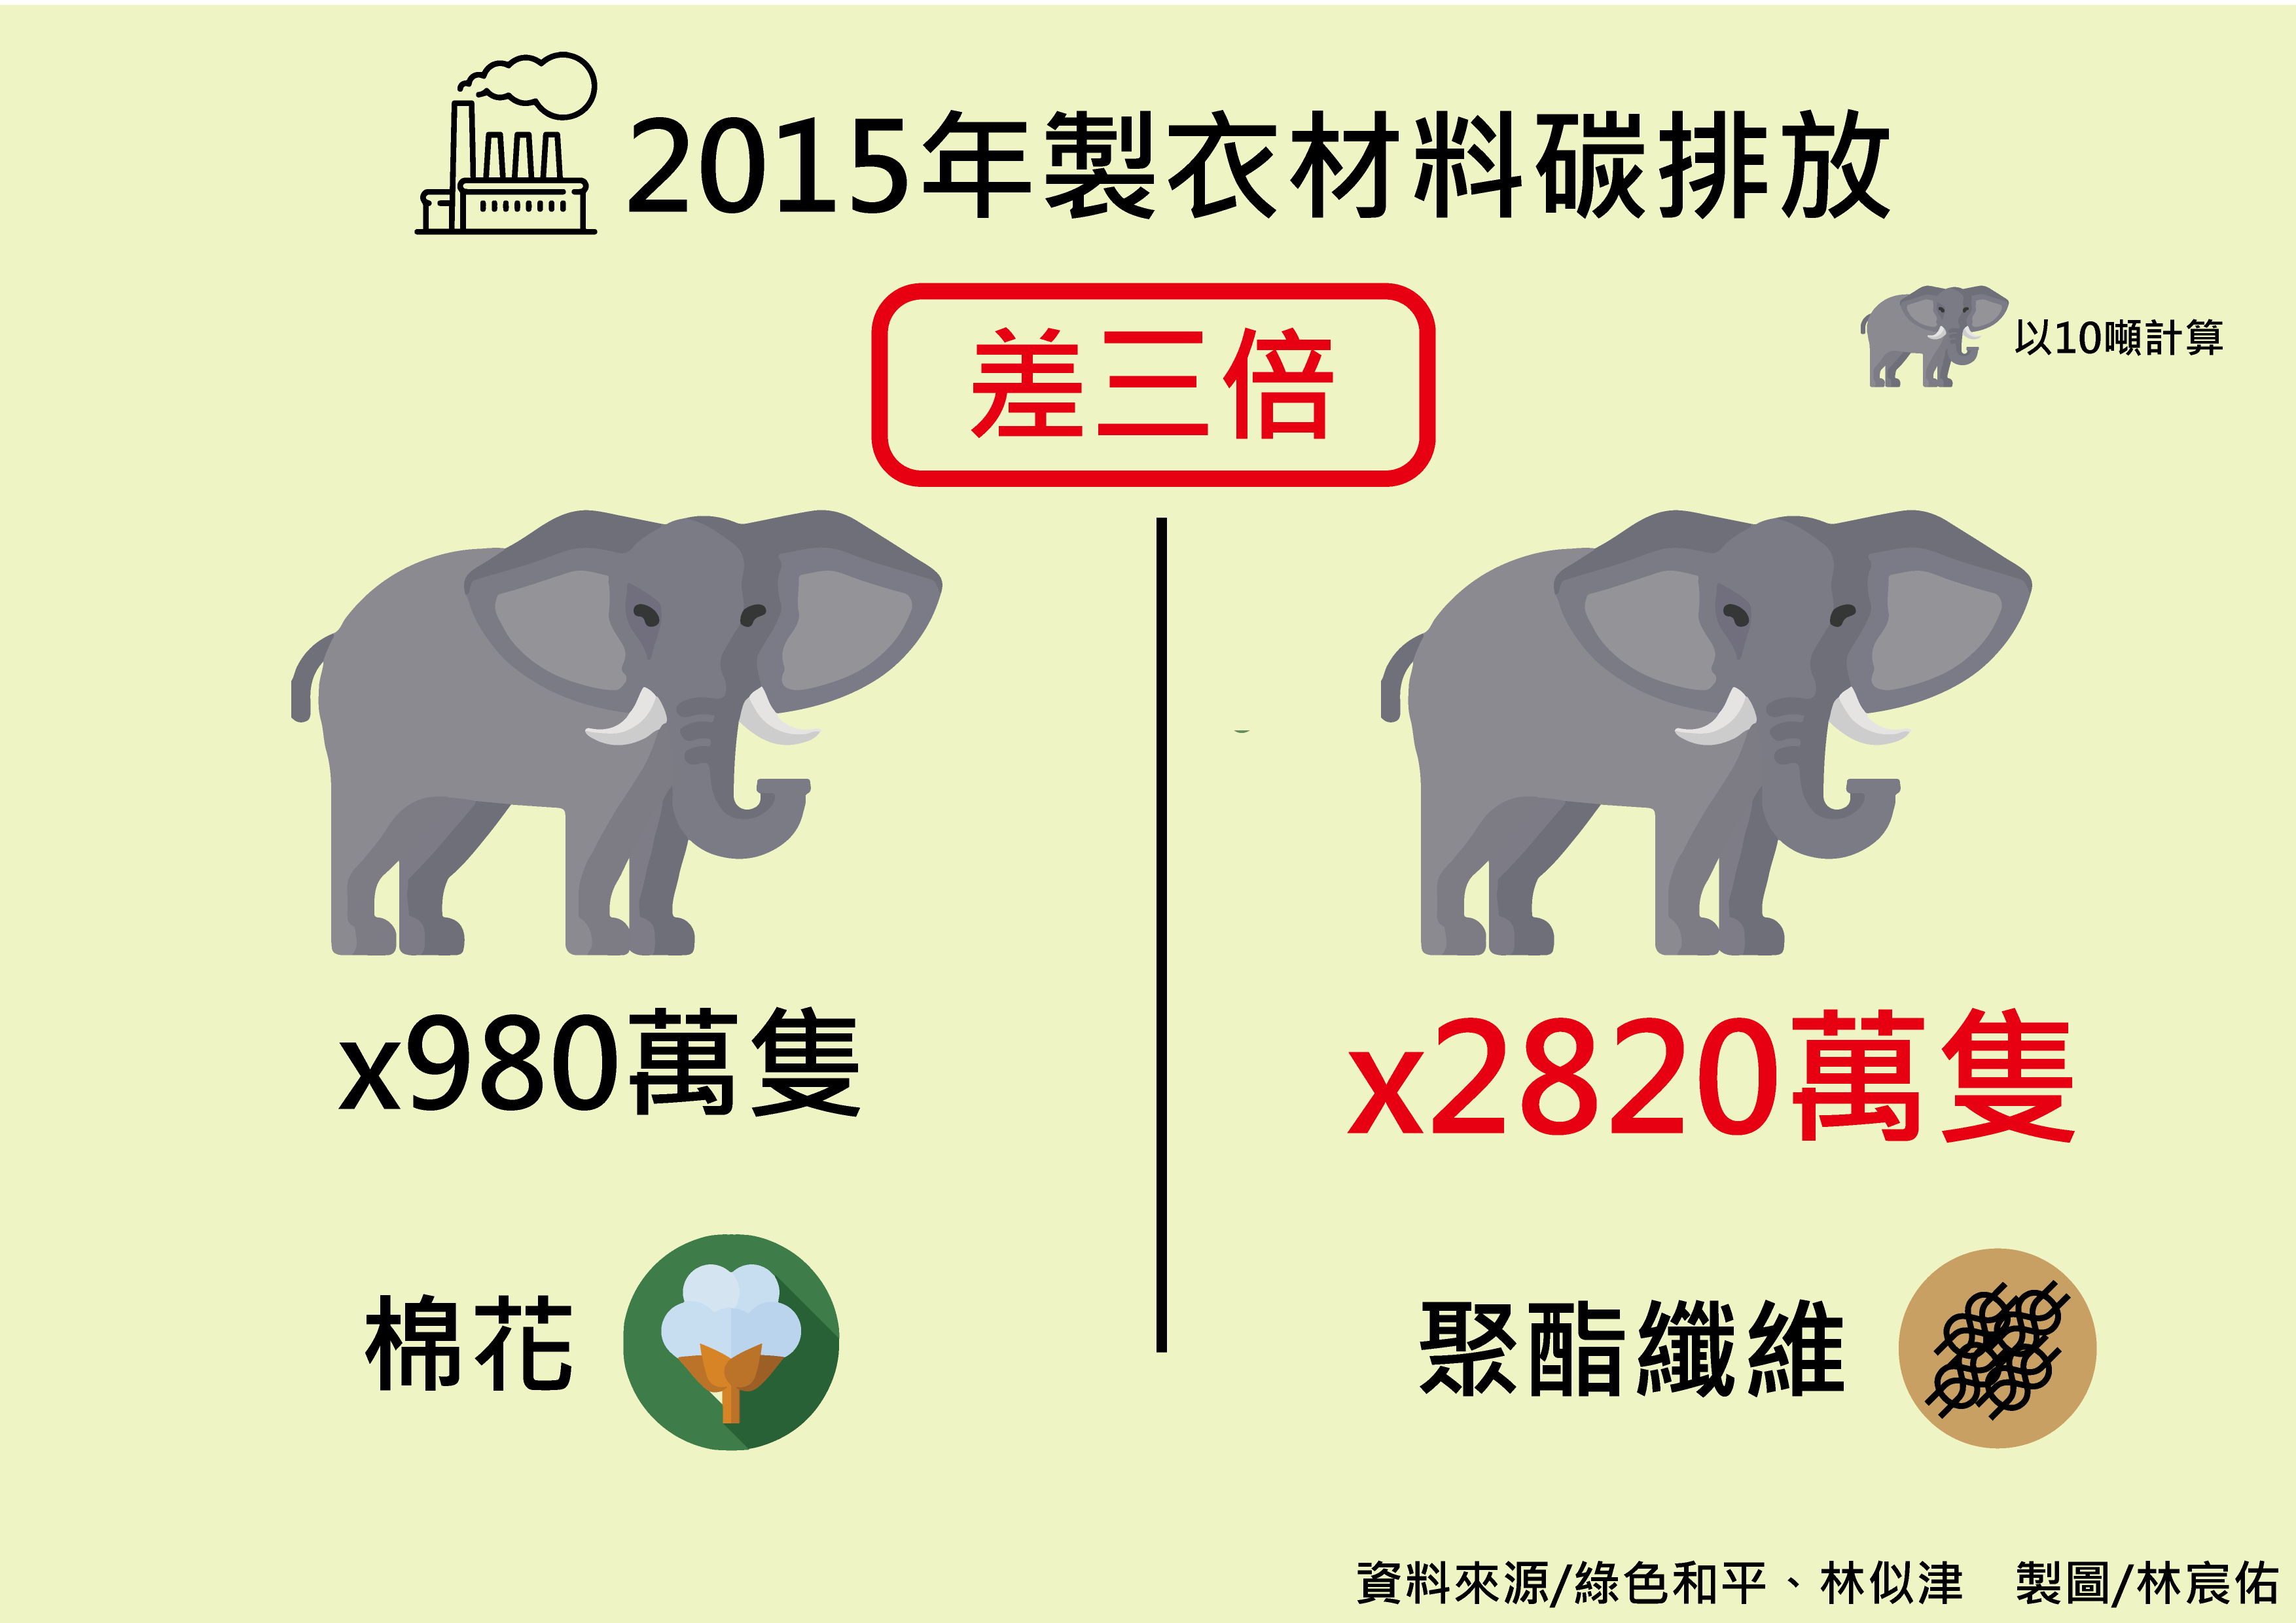 2015年製衣材料碳排放
差三倍
以10噸計算
x980萬隻
x2820萬隻
棉花
聚酯纖維
資料來源/綠色和平、林似津　製圖/林宸佑